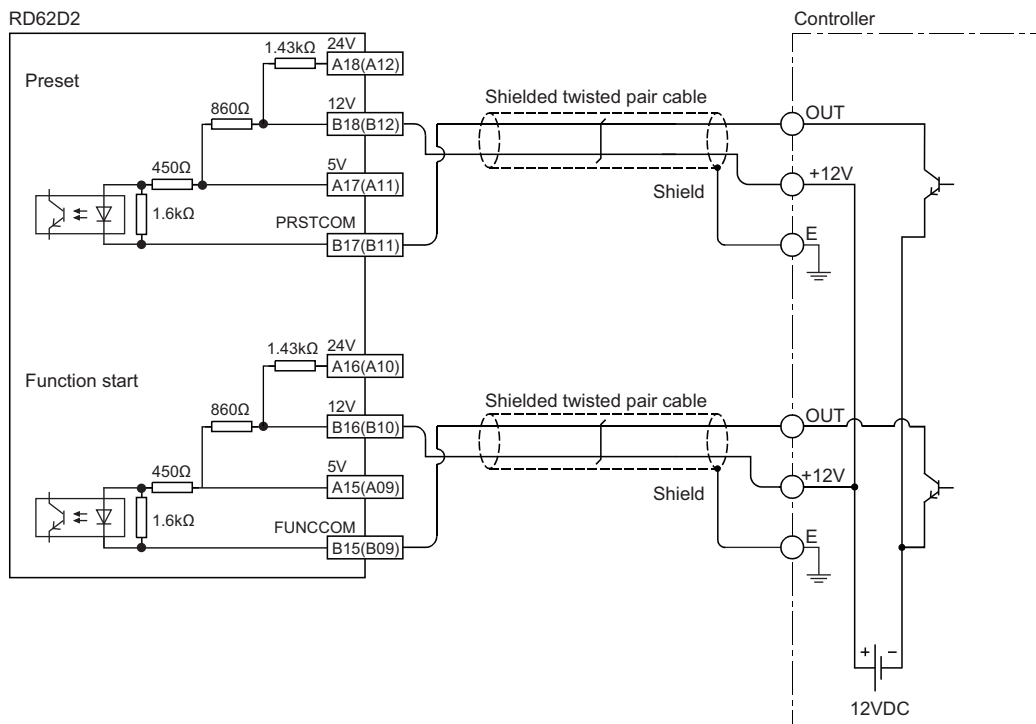 RD62D2
Controller
Preset
1.43kΩ
24V
A18(A12)
860Ω
12V
B18(B12)
450Ω
5V
A17(A11)
1.6kΩ
PRSTCOM
B17(B11)
Shielded twisted pair cable
Shield
OUT
+12V
E
Function start
1.43kΩ
24V
A16(A10)
860Ω
12V
B16(B10)
450Ω
5V
A15(A09)
1.6kΩ
FUNCCOM
B15(B09)
Shielded twisted pair cable
Shield
OUT
+12V
E
+ −
12VDC